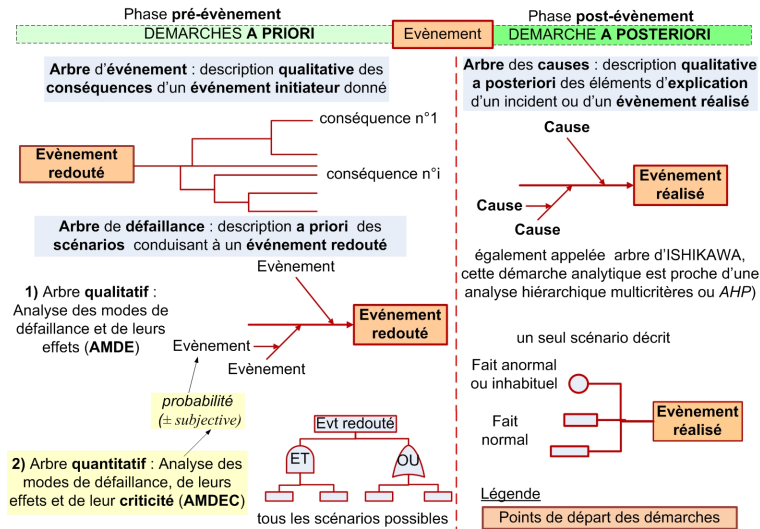 Phase pré-évènement
DEMARCHES A PRIORI
Evènement
Phase post-évènement
DEMARCHE A POSTERIORI
Arbre d'événement : description qualitative des
conséquences d'un événement initiateur donné
conséquence n°1
Evènement
redouté
conséquence n°i
Arbre de défaillance : description a priori des
scénarios conduisant à un événement redouté
Evènement
1) Arbre qualitatif :
Analyse des modes de
défaillance et de leurs
effets (AMDE)
Evènement
redouté
Evènement
Evènement
probabilité
(± subjective)
2) Arbre quantitatif : Analyse des
modes de défaillance, de leurs
effets et de leur criticité (AMDEC)
Evt redouté
ET
OU
tous les scénarios possibles
Arbre des causes : description qualitative
a posteriori des éléments d'explication
d'un incident ou d'un évènement réalisé
Cause
Evénement
réalisé
Cause
Cause
également appelée arbre d'ISHIKAWA,
cette démarche analytique est proche d'une
analyse hiérarchique multicritères ou AHP)
un seul scénario décrit
Fait anormal
ou inhabituel
Fait
normal
Evènement
réalisé
Légende
Points de départ des démarches